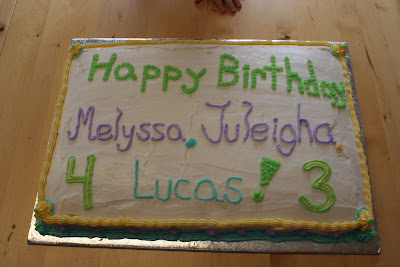 Happy Birthday
Melyssa, Juleigha,
4 Lucas! 3